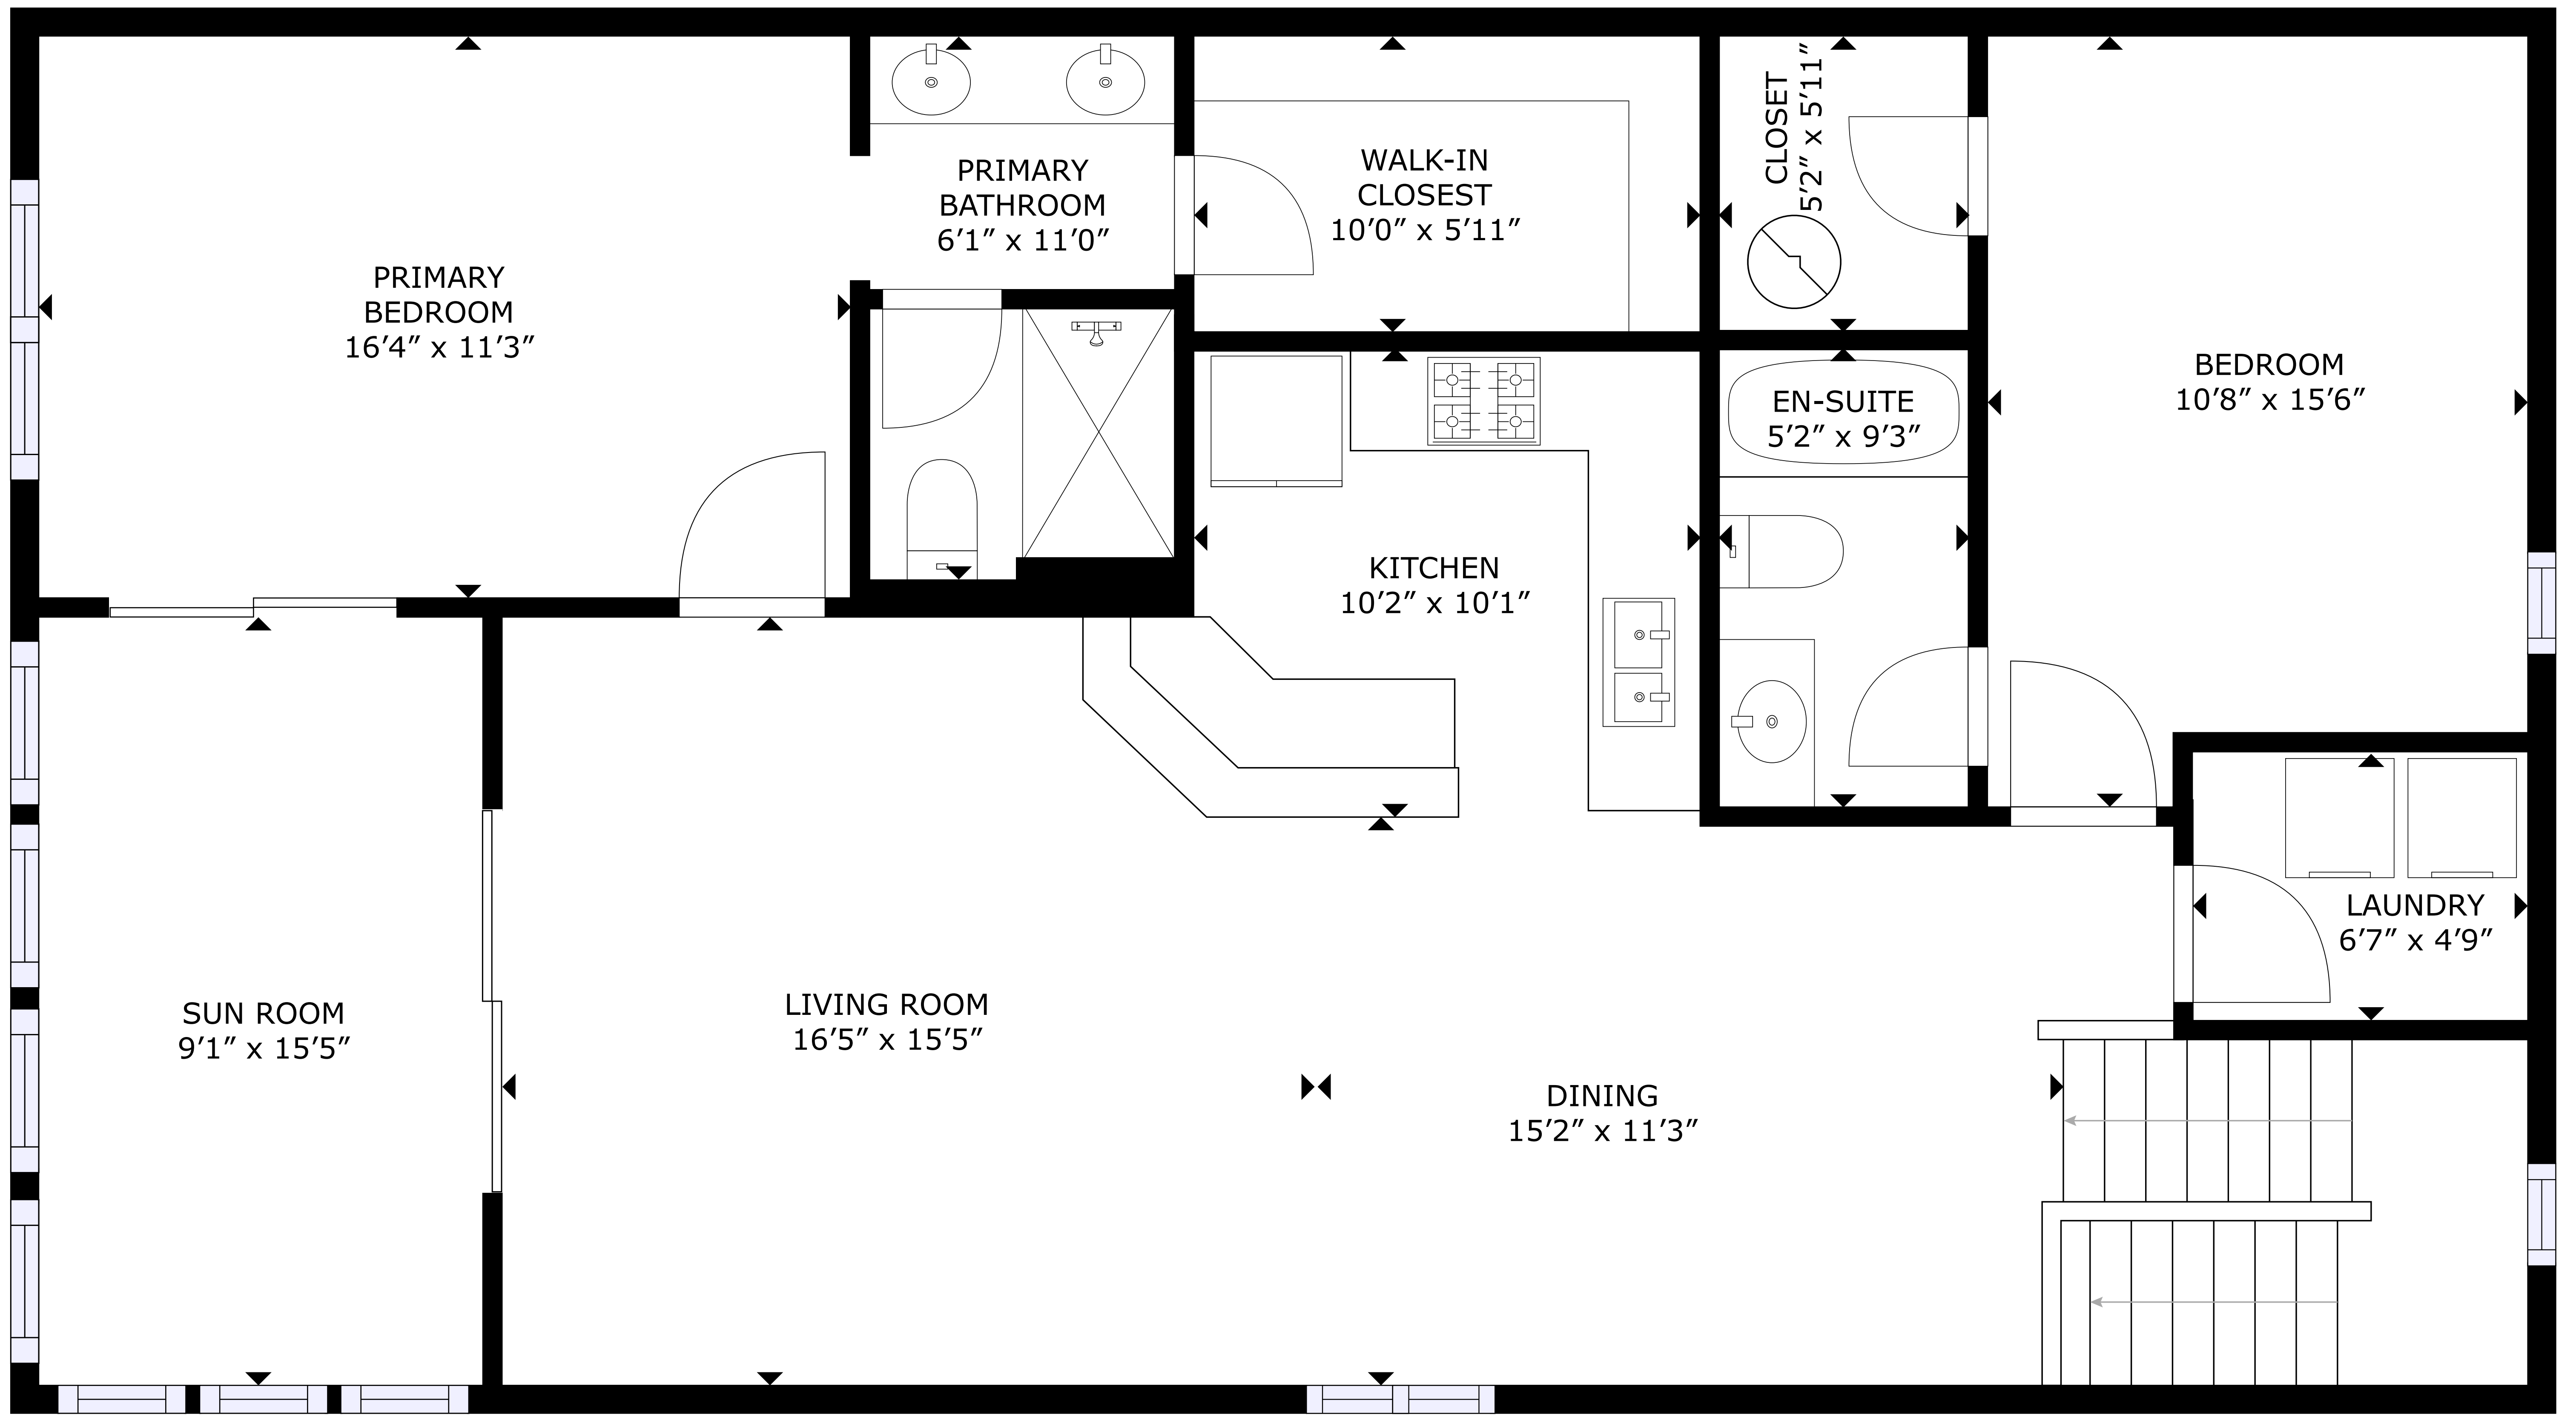 PRIMARY
BEDROOM
16’4” x 11’3”
PRIMARY
BATHROOM
6’1” x 11’0”
WALK-IN
CLOSEST
10’0” x 5’11”
CLOSET
5’2” x 5’11”
BEDROOM
10’8” x 15’6”
EN-SUITE
5’2” x 9’3”
KITCHEN
10’2” x 10’1”
LAUNDRY
6’7” x 4’9”
SUN ROOM
9’1” x 15’5”
LIVING ROOM
16’5” x 15’5”
DINING
15’2” x 11’3”